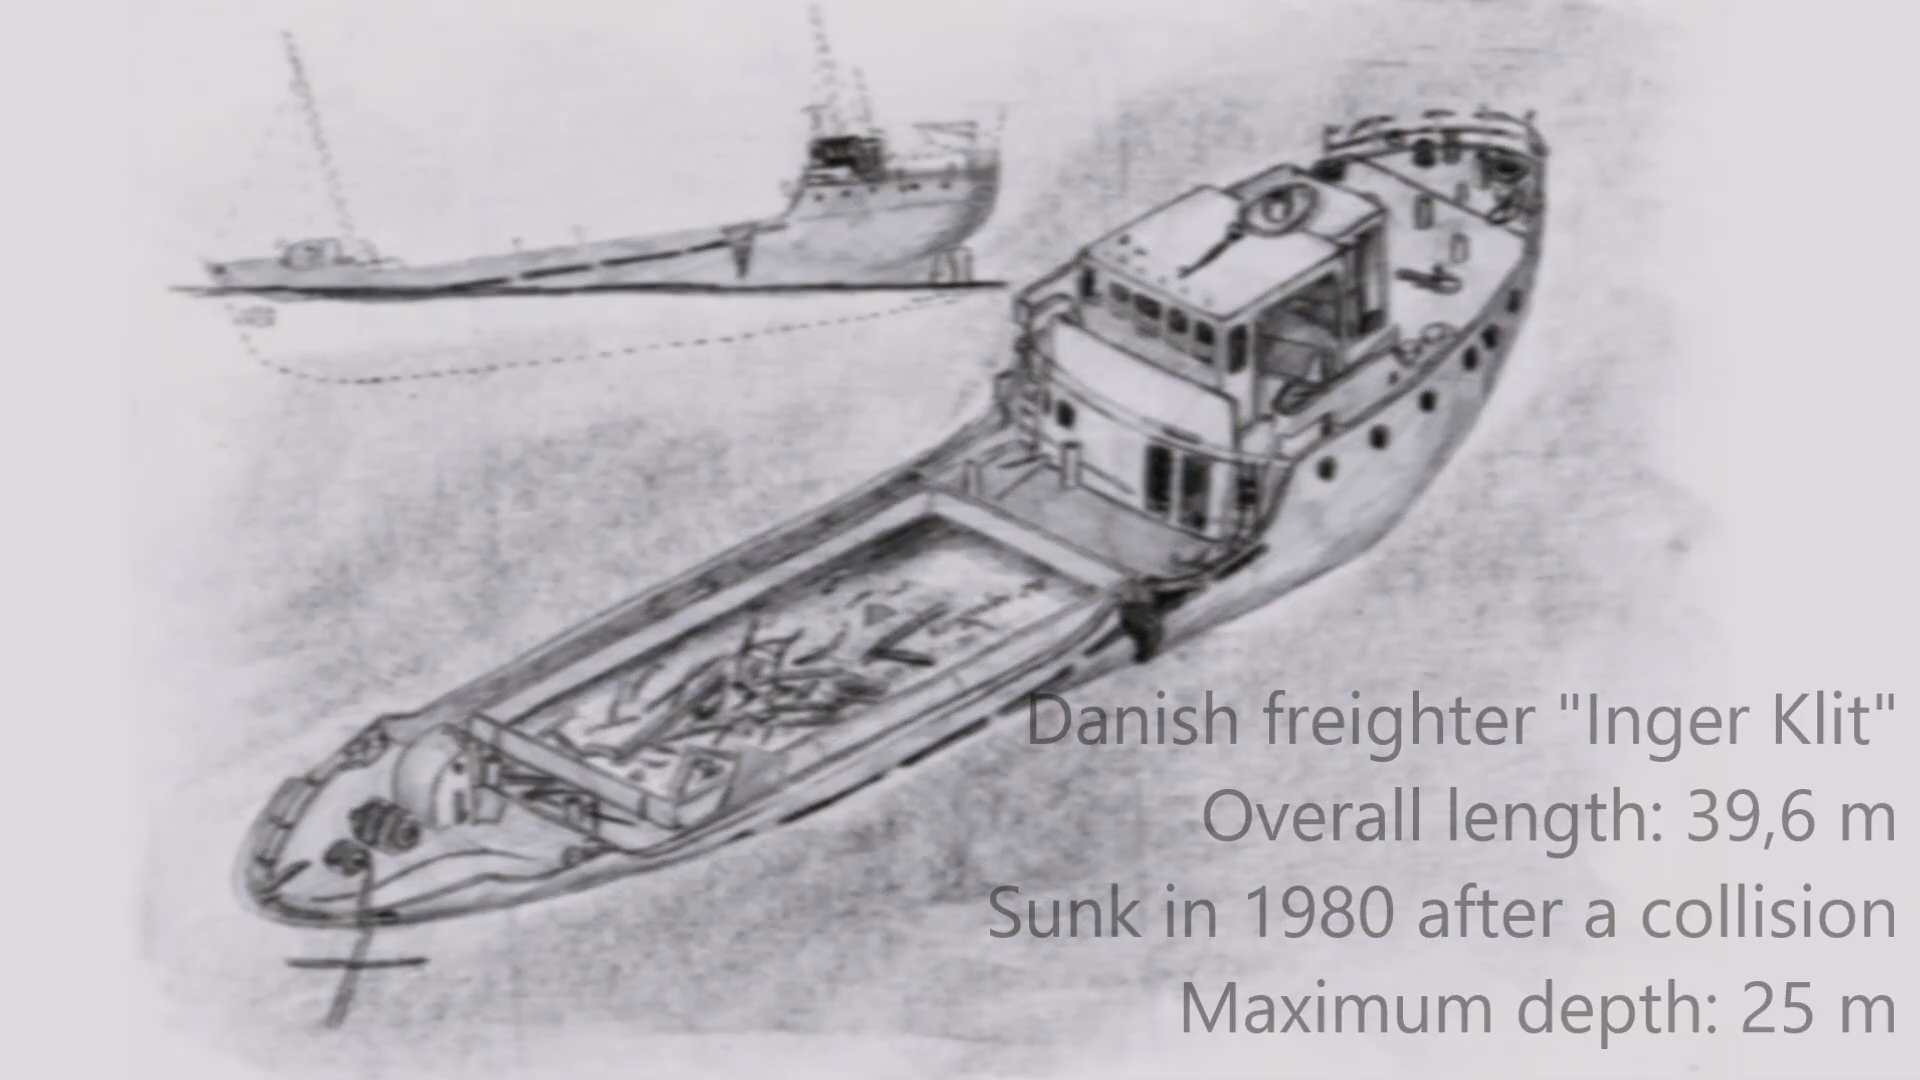 Danish freighter "Inger Klit"
Overall length: 39,6 m
Sunk in 1980 after a collision
Maximum depth: 25 m